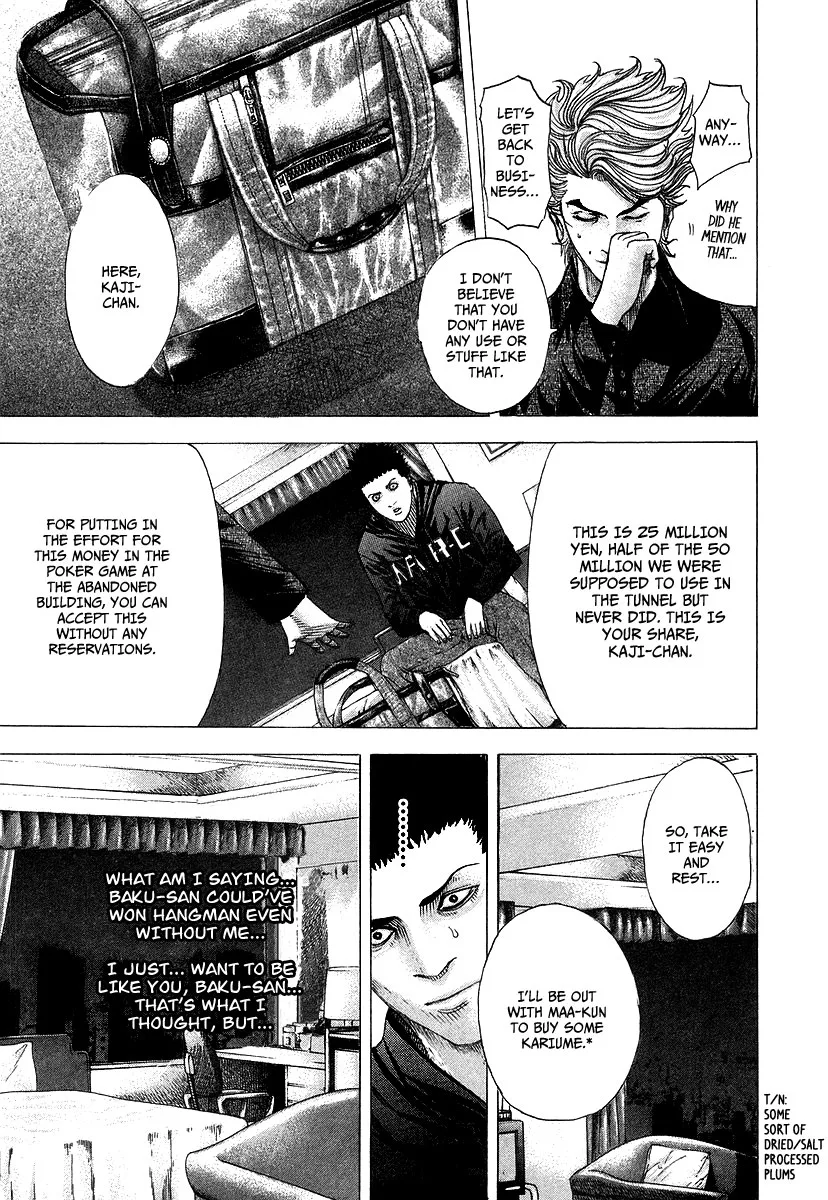 ANY-
WAY...
WHY
DID HE
MENTION
THAT...
LET'S
GET
BACK
TO
BUSI-
NESS...
I DON'T
BELIEVE
THAT YOU
DON'T HAVE
ANY USE OR
STUFF LIKE
THAT.
HERE,
KAJI-
CHAN.
THIS IS 25 MILLION
YEN, HALF OF THE 50
MILLION WE WERE
SUPPOSED TO USE IN
THE TUNNEL BUT
NEVER DID. THIS IS
YOUR SHARE,
KAJI-CHAN.
FOR PUTTING IN
THE EFFORT FOR
THIS MONEY IN THE
POKER GAME AT
THE ABANDONED
BUILDING, YOU CAN
ACCEPT THIS
WITHOUT ANY
RESERVATIONS.
SO, TAKE
IT EASY
AND
REST...
I'LL BE OUT
WITH MAA-KUN
TO BUY SOME
KARIUME.*
WHAT AM I SAYING...
BAKU-SAN COULD'VE
WON HANGMAN EVEN
WITHOUT ME...
I JUST... WANT TO BE
LIKE YOU, BAKU-SAN...
THAT'S WHAT I
THOUGHT, BUT...
T/N:
SOME
SORT OF
DRIED/SALT
PROCESSED
PLUMS